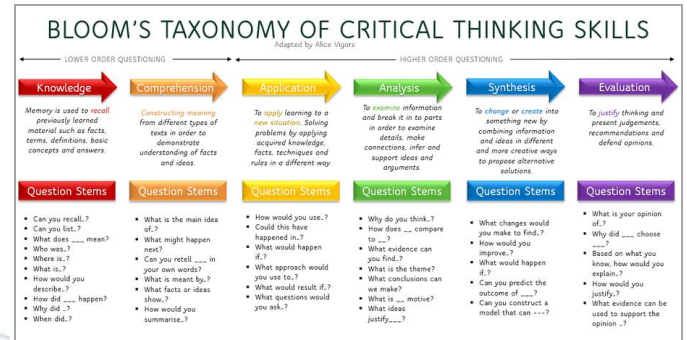 BLOOM'S TAXONOMY OF CRITICAL THINKING SKILLS
Adapted by Alice Vigors
LOWER ORDER QUESTIONING
HIGHER ORDER QUESTIONING
Knowledge
Memory is used to recall
previously learned
material such as facts,
terms, definitions, basic
concepts and answers.
Question Stems
Can you recall..?
Can you list..?
What does ___ mean?
Who was..?
Where is..?
What is..?
How would you
describe..?
How did ___ happen?
Why did ..?
When did..?
Comprehension
Constructing meaning
from different types of
texts in order to
demonstrate
understanding of facts
and ideas.
Question Stems
What is the main idea
of..?
What might happen
next?
Can you retell ___ in
your own words?
What is meant by..?
What facts or ideas
show..?
How would you
summarise..?
Application
To apply learning to a
new situation. Solving
problems by applying
acquired knowledge,
facts, techniques and
rules in a different way.
Question Stems
How would you use..?
Could this have
happened in..?
What would happen
if..?
What approach would
you use to..?
What would result if..?
What questions would
you ask..?
Analysis
To examine information
and break it in to parts
in order to examine
details, make
connections, infer and
support ideas and
arguments.
Question Stems
Why do you think..?
How does __ compare
to __?
What evidence can
you find..?
What is the theme?
What conclusions can
we make?
What is __ motive?
What ideas
justify___?
Synthesis
To change or create into
something new by
combining information
and ideas in different
and more creative ways
to propose alternative
solutions.
Question Stems
What changes would
you make to find..?
How would you
improve..?
What would happen
if..?
Can you predict the
outcome of ___?
Can you construct a
model that can ---?
Evaluation
To justify thinking and
present judgements,
recommendations and
defend opinions.
Question Stems
What is your opinion
of..?
Why did ___ choose
___?
Based on what you
know, how would you
explain..?
How would you
justify..?
What evidence can be
used to support the
opinion ..?